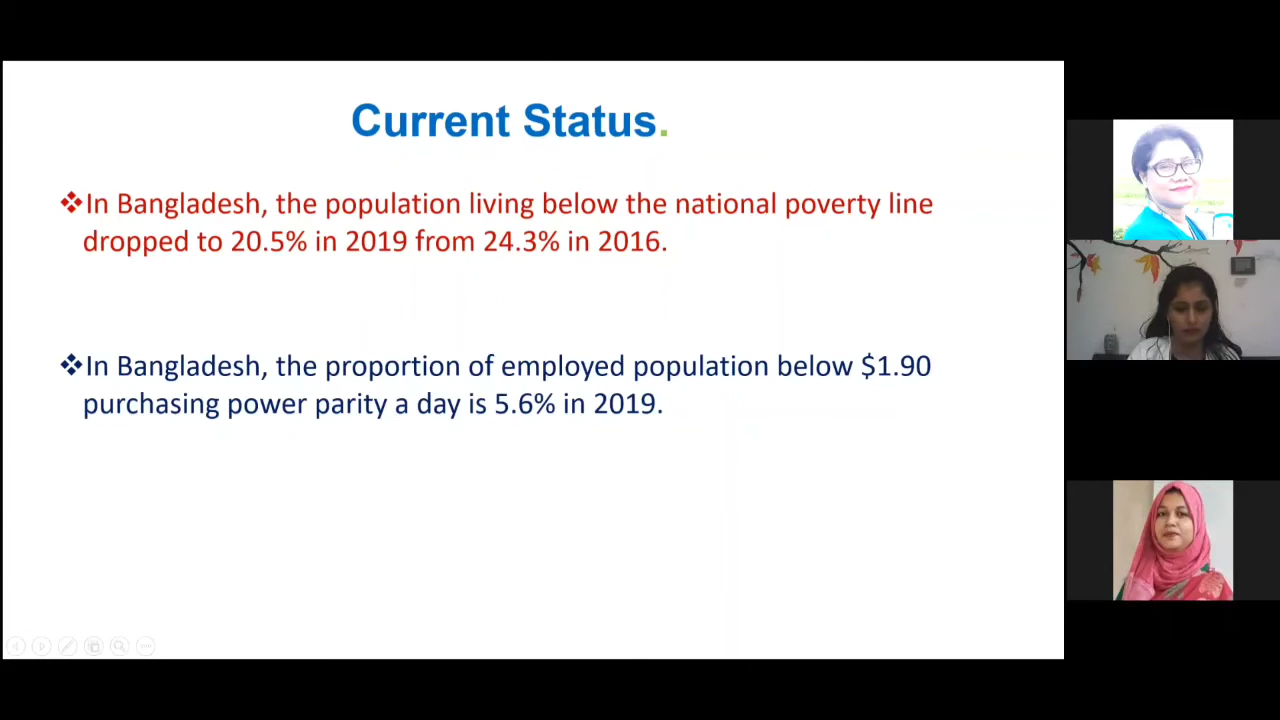 Current Status.
❖In Bangladesh, the population living below the national poverty line
dropped to 20.5% in 2019 from 24.3% in 2016.
❖In Bangladesh, the proportion of employed population below $1.90
purchasing power parity a day is 5.6% in 2019.